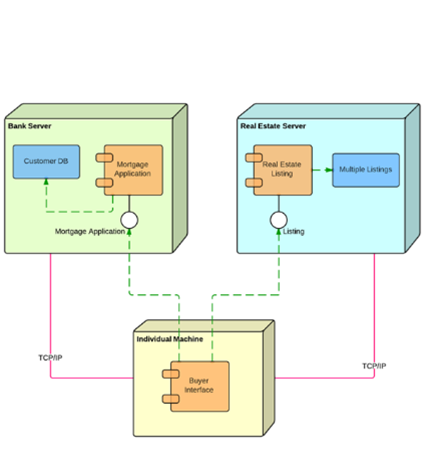 Bank Server
Real Estate Server
Customer DB
Mortgage
Application
Real Estate
Listing
Multiple Listings
Mortgage Application
Listing
Individual Machine
TCP/IP
TCP/IP
Buyer
Interface